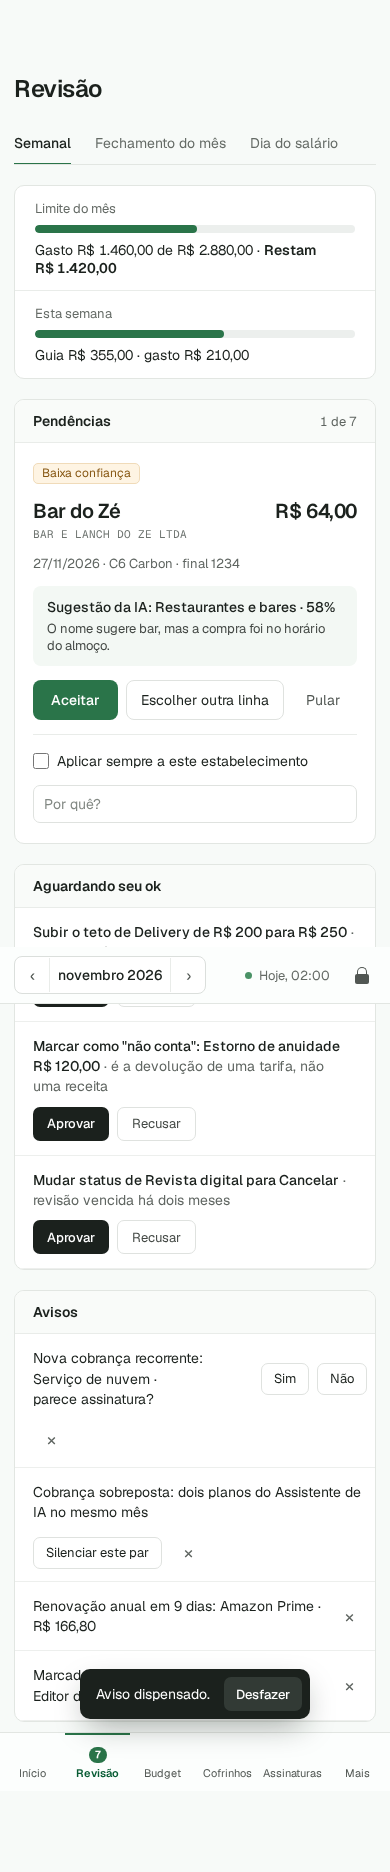 Revisão
Semanal Fechamento do mês Dia do salário
Limite do mês
Gasto R$ 1.460,00 de R$ 2.880,00 · Restam
R$ 1.420,00
Esta semana
Guia R$ 355,00 · gasto R$ 210,00
Pendências 1 de 7
Baixa confiança
Bar do Zé R$ 64,00
BAR E LANCH DO ZE LTDA
27/11/2026 · C6 Carbon · final 1234
Sugestão da IA: Restaurantes e bares · 58%
O nome sugere bar, mas a compra foi no horário
do almoço.
Aceitar Escolher outra linha Pular
Aplicar sempre a este estabelecimento
Por quê?
Aguardando seu ok
Subir o teto de Delivery de R$ 200 para R$ 250 ·
‹ novembro 2026 › Hoje, 02:00
Marcar como "não conta": Estorno de anuidade
R$ 120,00 · é a devolução de uma tarifa, não
uma receita
Aprovar Recusar
Mudar status de Revista digital para Cancelar ·
revisão vencida há dois meses
Aprovar Recusar
Avisos
Nova cobrança recorrente:
Serviço de nuvem ·
parece assinatura?
Sim Não
×
Cobrança sobreposta: dois planos do Assistente de
IA no mesmo mês
Silenciar este par ×
Renovação anual em 9 dias: Amazon Prime ·
R$ 166,80
×
×
Aviso dispensado. Desfazer
7
Início Revisão Budget Cofrinhos Assinaturas Mais